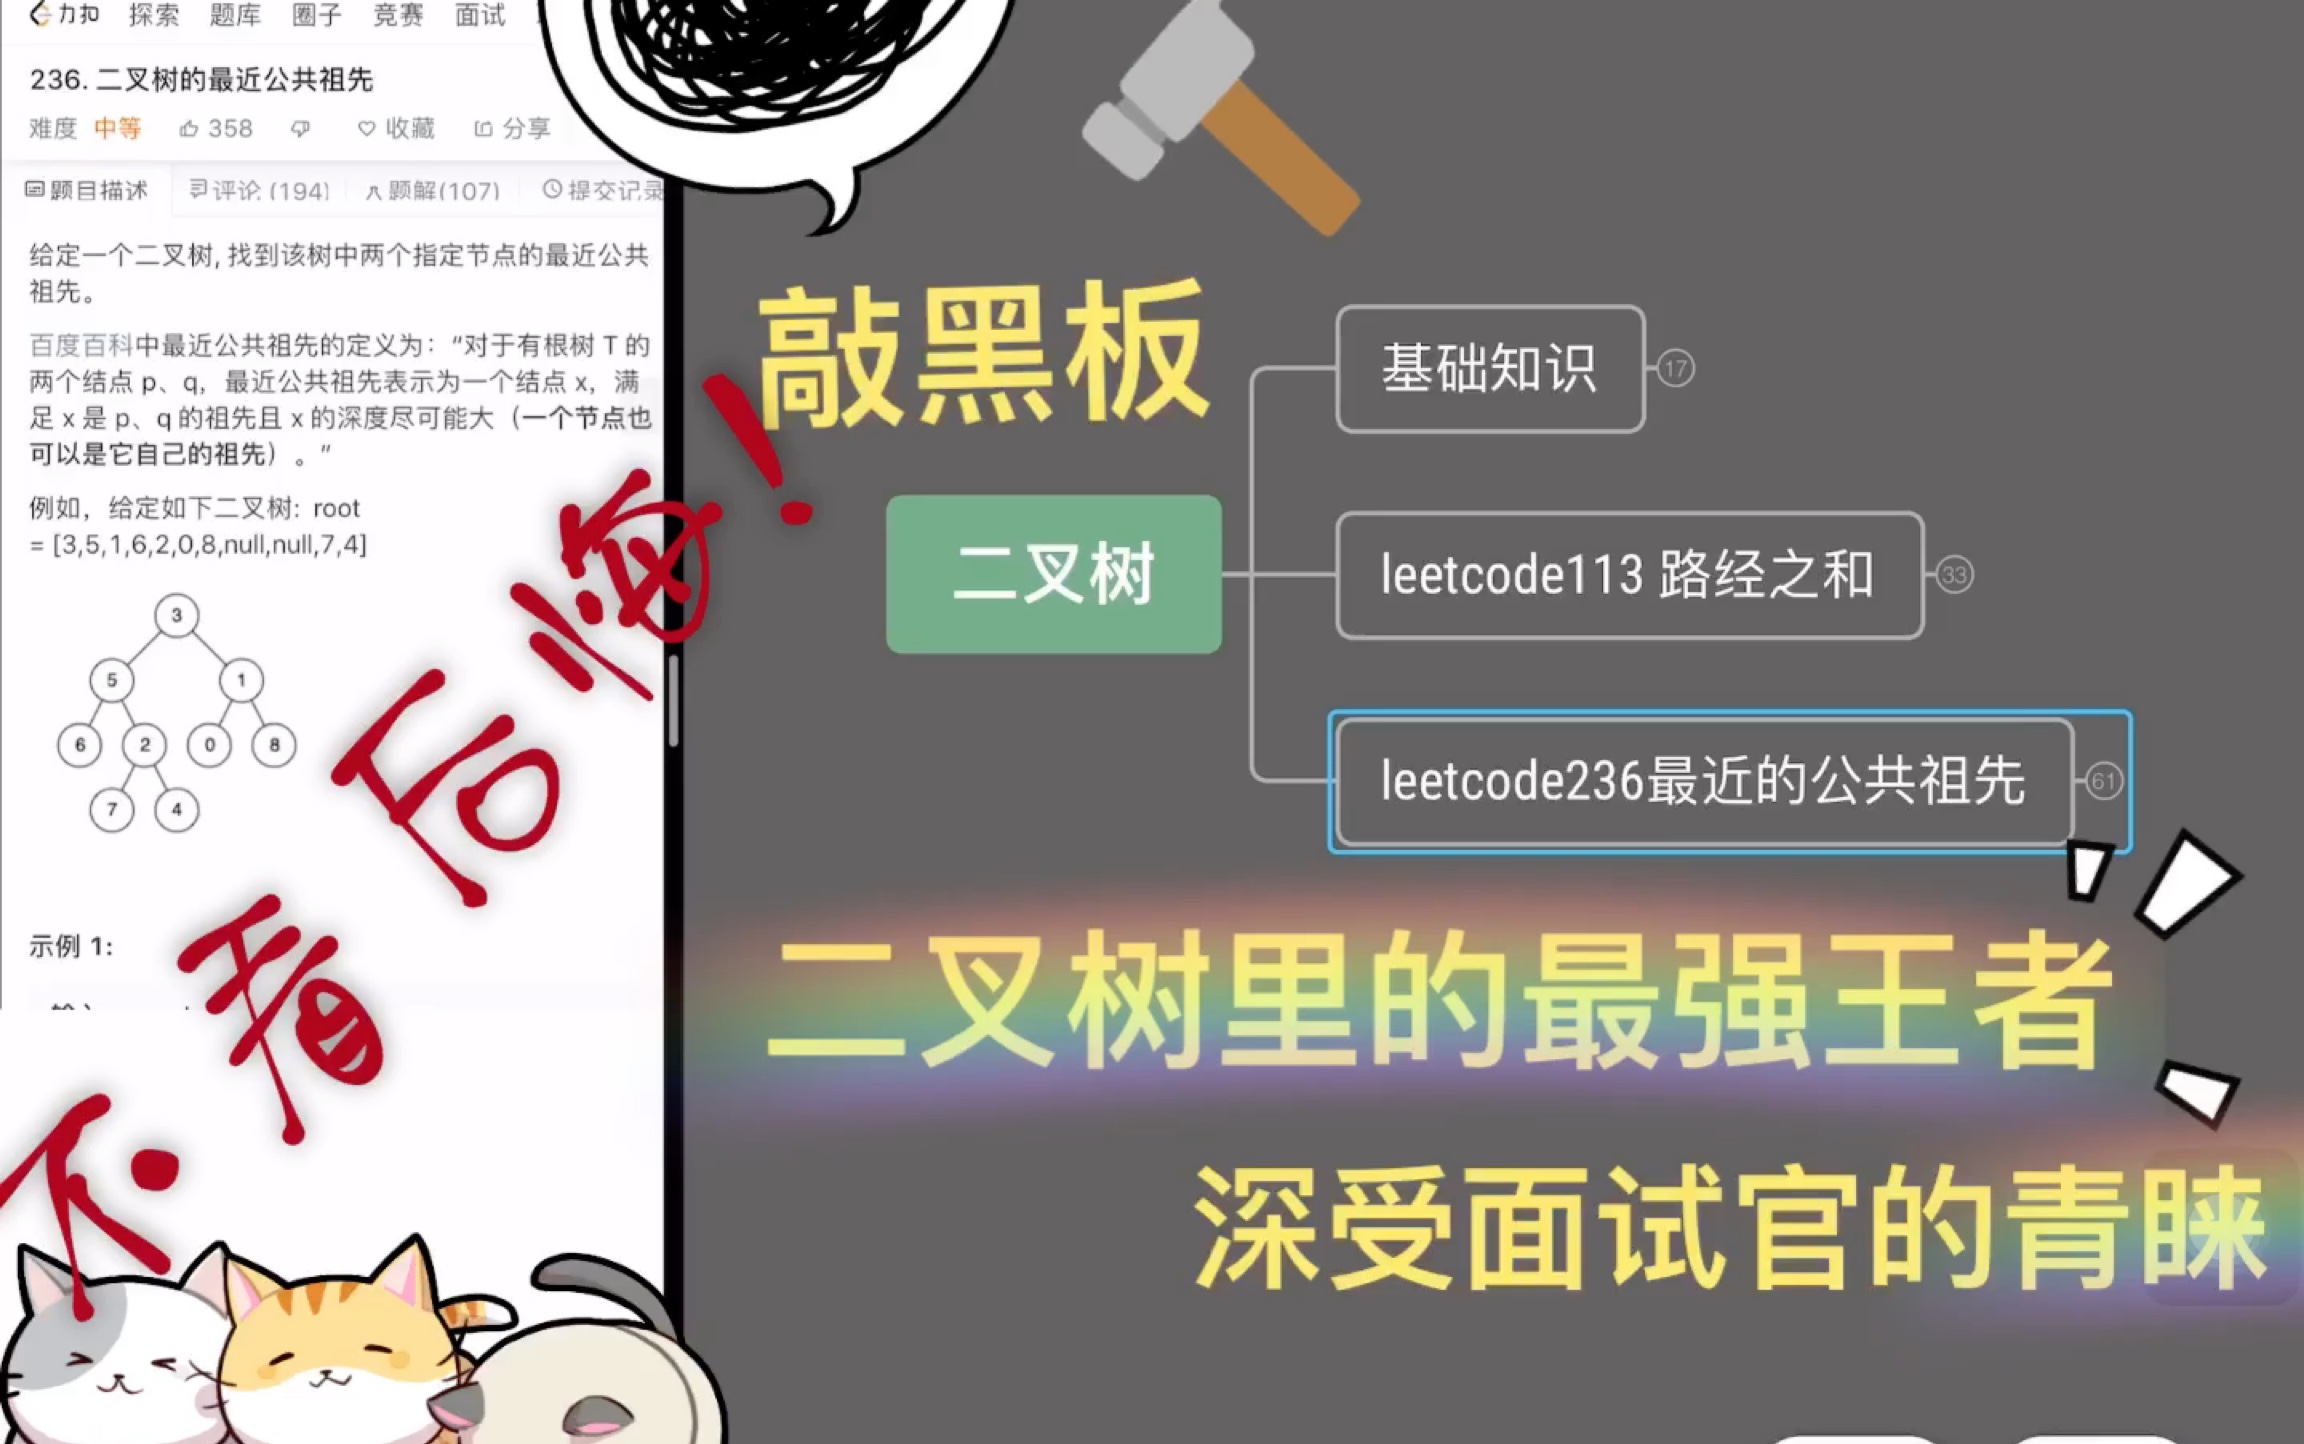 力扣 探索 题库 圈子 竞赛 面试
236. 二叉树的最近公共祖先
难度 中等 358 收藏 分享
题目描述 评论 (194) 题解(107) 提交记录
给定一个二叉树, 找到该树中两个指定节点的最近公共
祖先。
百度百科中最近公共祖先的定义为：“对于有根树 T 的
两个结点 p、q，最近公共祖先表示为一个结点 x，满
足 x 是 p、q 的祖先且 x 的深度尽可能大（一个节点也
可以是它自己的祖先）。”
例如，给定如下二叉树: root
= [3,5,1,6,2,0,8,null,null,7,4]
3
5 1
6 2 0 8
7 4
示例 1:
不看后悔!
敲黑板
二叉树
基础知识 17
leetcode113 路经之和 33
leetcode236最近的公共祖先 61
二叉树里的最强王者
深受面试官的青睐